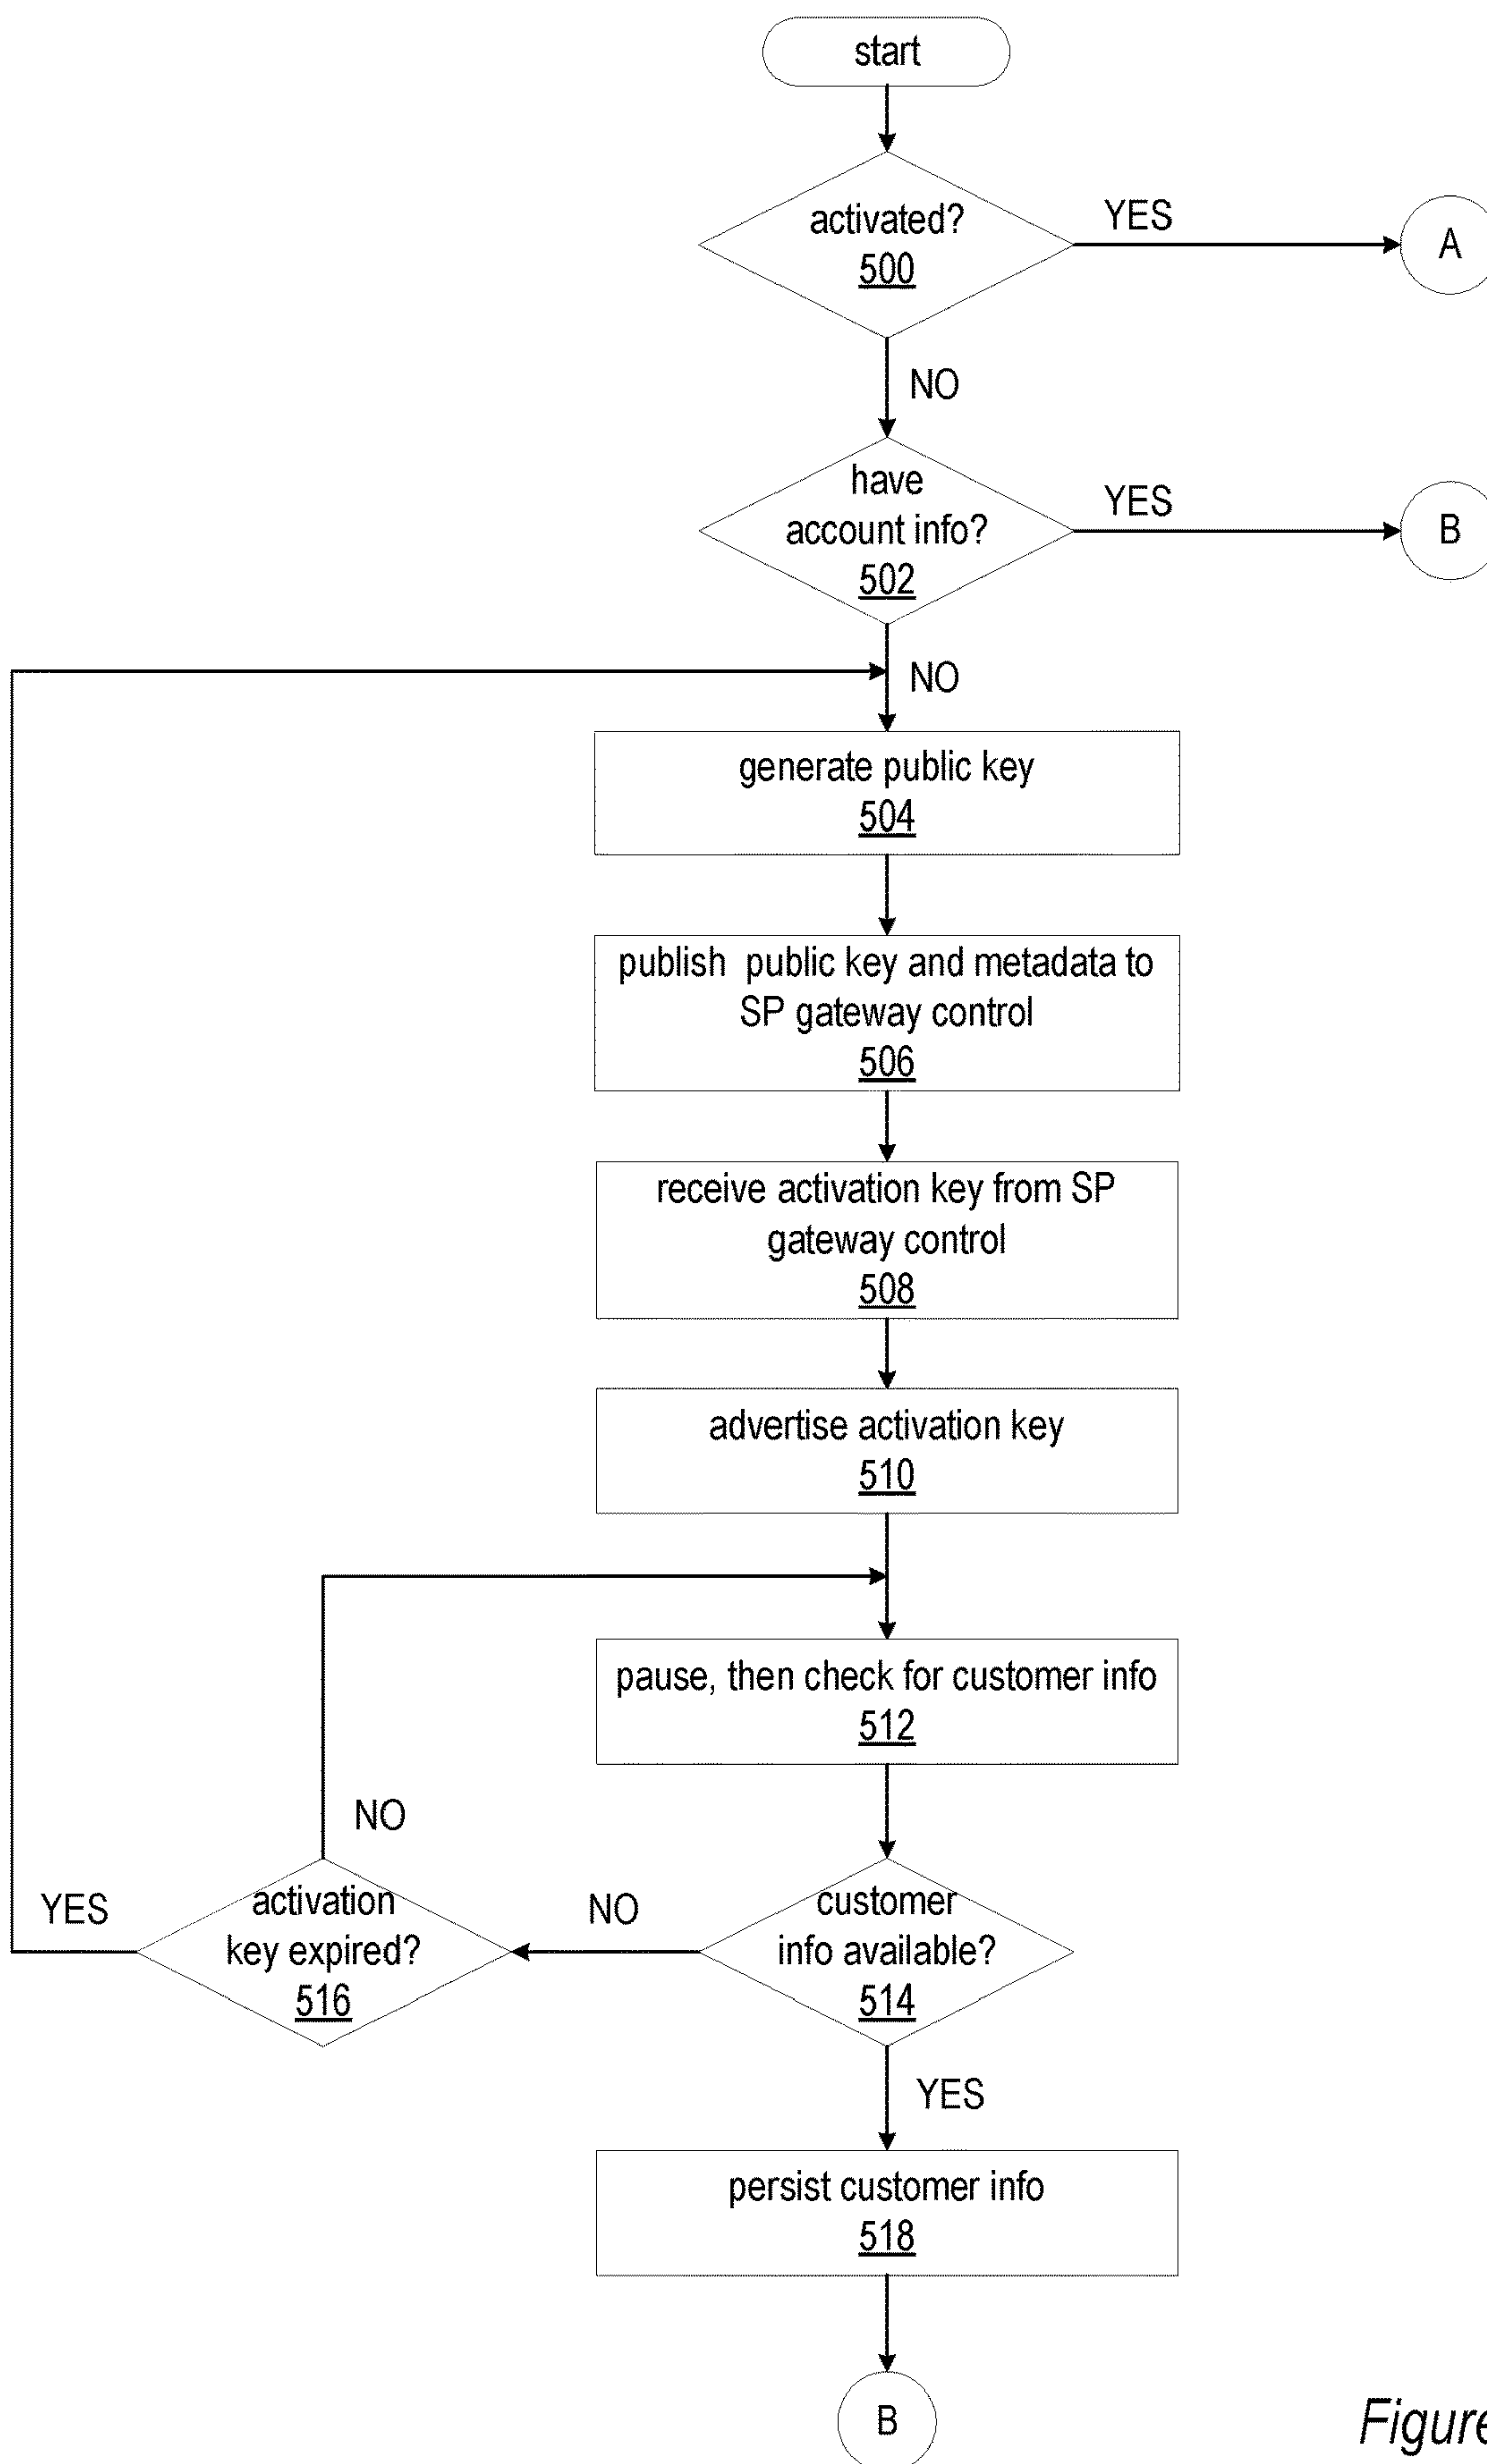 start
activated?
500
YES
A
NO
have
account info?
502
YES
B
NO
generate public key
504
publish public key and metadata to
SP gateway control
506
receive activation key from SP
gateway control
508
advertise activation key
510
pause, then check for customer info
512
NO
YES
activation
key expired?
516
NO
customer
info available?
514
YES
persist customer info
518
B
Figure